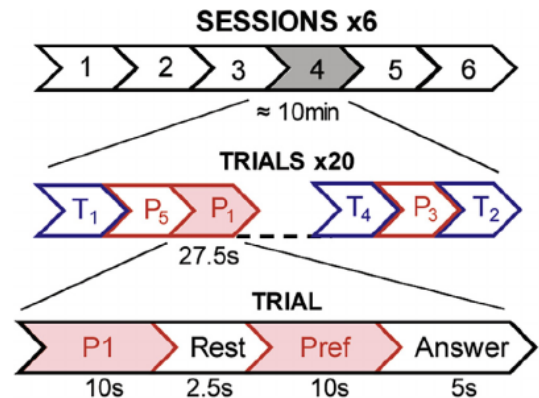 SESSIONS x6
1 2 3 4 5 6
≈ 10min
TRIALS x20
T1 P5 P1 T4 P3 T2
27.5s
TRIAL
P1 Rest Pref Answer
10s 2.5s 10s 5s